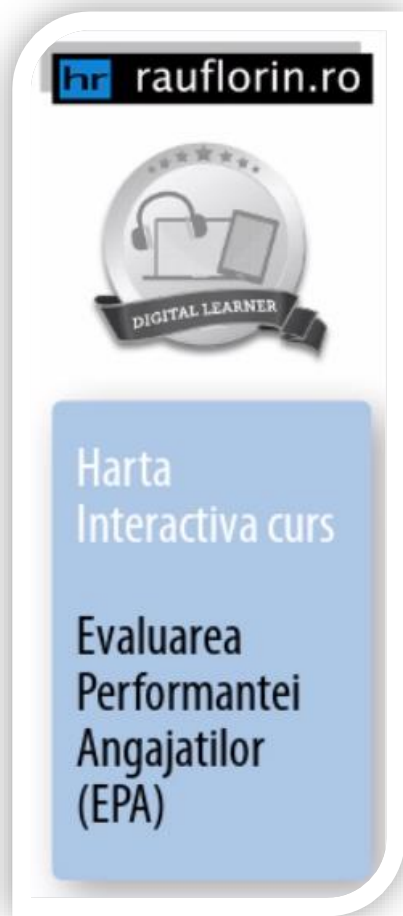 hr rauflorin.ro
DIGITAL LEARNER
Harta
Interactiva curs
Evaluarea
Performantei
Angajatilor
(EPA)